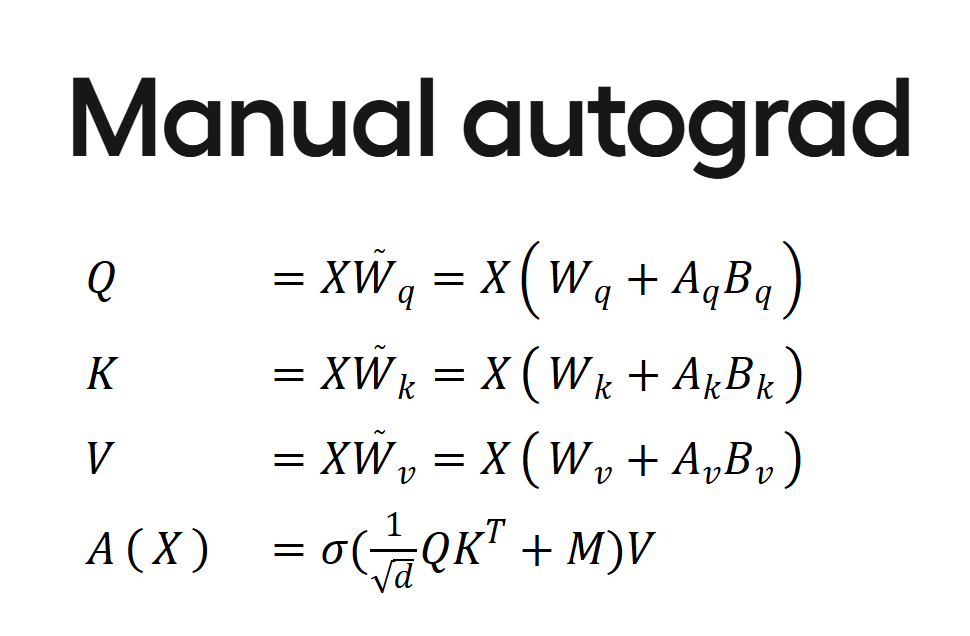 Manual autograd
Q = XW̃_q = X(W_q + A_qB_q)
K = XW̃_k = X(W_k + A_kB_k)
V = XW̃_v = X(W_v + A_vB_v)
A(X) = σ(1/√d QK^T + M)V